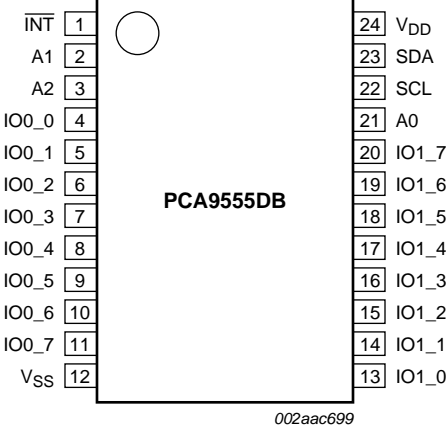 I̅N̅T̅ 1 24 VDD
A1 2 23 SDA
A2 3 22 SCL
IO0_0 4 21 A0
IO0_1 5 20 IO1_7
IO0_2 6 19 IO1_6
PCA9555DB
IO0_3 7 18 IO1_5
IO0_4 8 17 IO1_4
IO0_5 9 16 IO1_3
IO0_6 10 15 IO1_2
IO0_7 11 14 IO1_1
VSS 12 13 IO1_0
002aac699